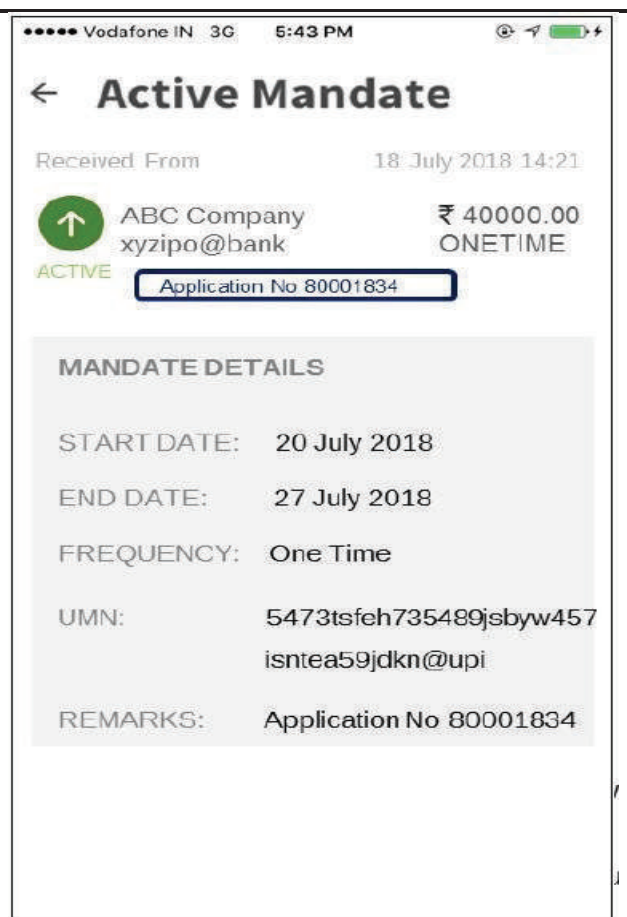 Vodafone IN 3G 5:43 PM
← Active Mandate
Received From 18 July 2018 14:21
ABC Company ₹ 40000.00
xyzipo@bank ONETIME
ACTIVE
Application No 80001834
MANDATE DETAILS
START DATE: 20 July 2018
END DATE: 27 July 2018
FREQUENCY: One Time
UMN: 5473tsfeh735489jsbyw457
isntea59jdkn@upi
REMARKS: Application No 80001834